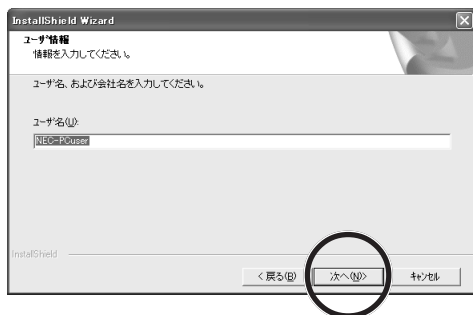 InstallShield Wizard
ユーザ情報
情報を入力してください。
ユーザ名、および会社名を入力してください。
ユーザ名(U):
NEC-PCuser
InstallShield
< 戻る(B)
次へ(N)>
キャンセル